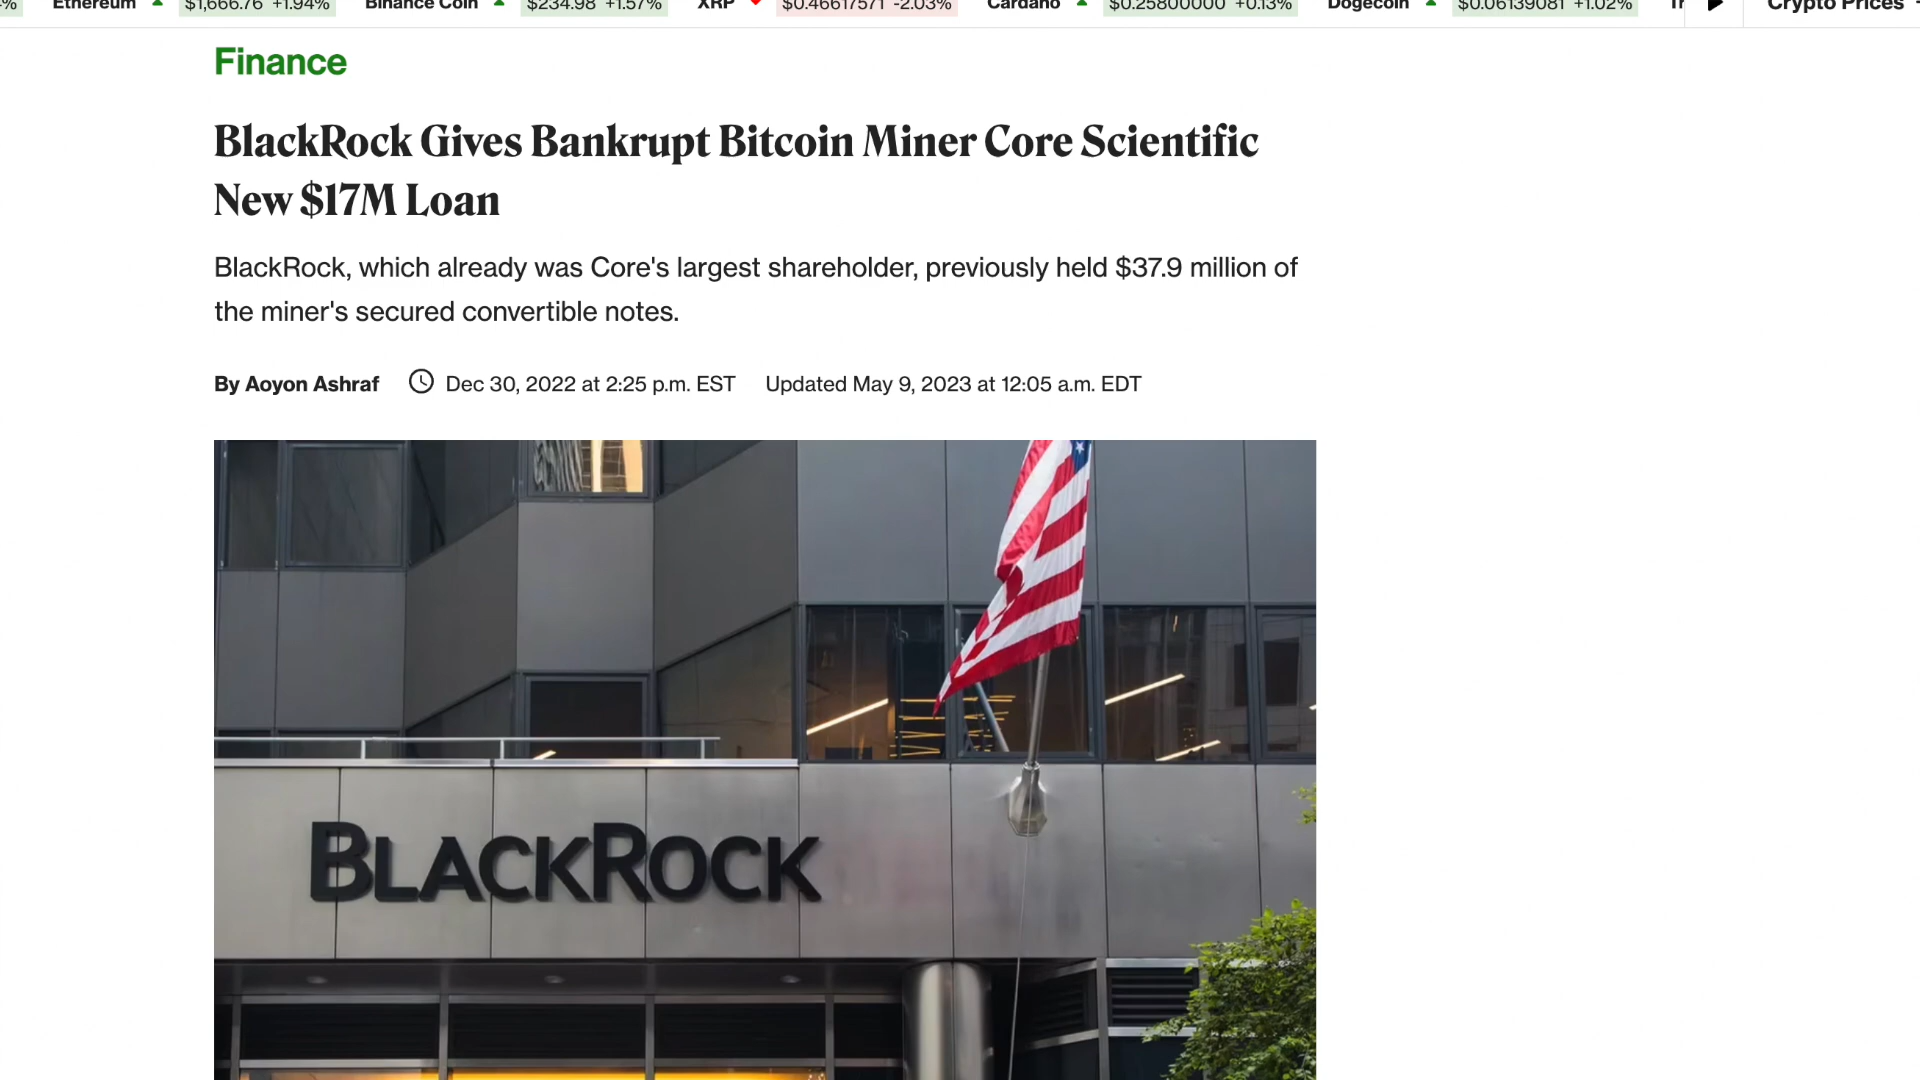 % Ethereum $1,666.76 +1.94% Binance Coin $234.98 +1.57% XRP $0.46617571 -2.03% Cardano $0.25800000 +0.13% Dogecoin $0.06139081 +1.02% Crypto Prices
Finance
BlackRock Gives Bankrupt Bitcoin Miner Core Scientific
New $17M Loan
BlackRock, which already was Core's largest shareholder, previously held $37.9 million of
the miner's secured convertible notes.
By Aoyon Ashraf Dec 30, 2022 at 2:25 p.m. EST Updated May 9, 2023 at 12:05 a.m. EDT
BLACKROCK